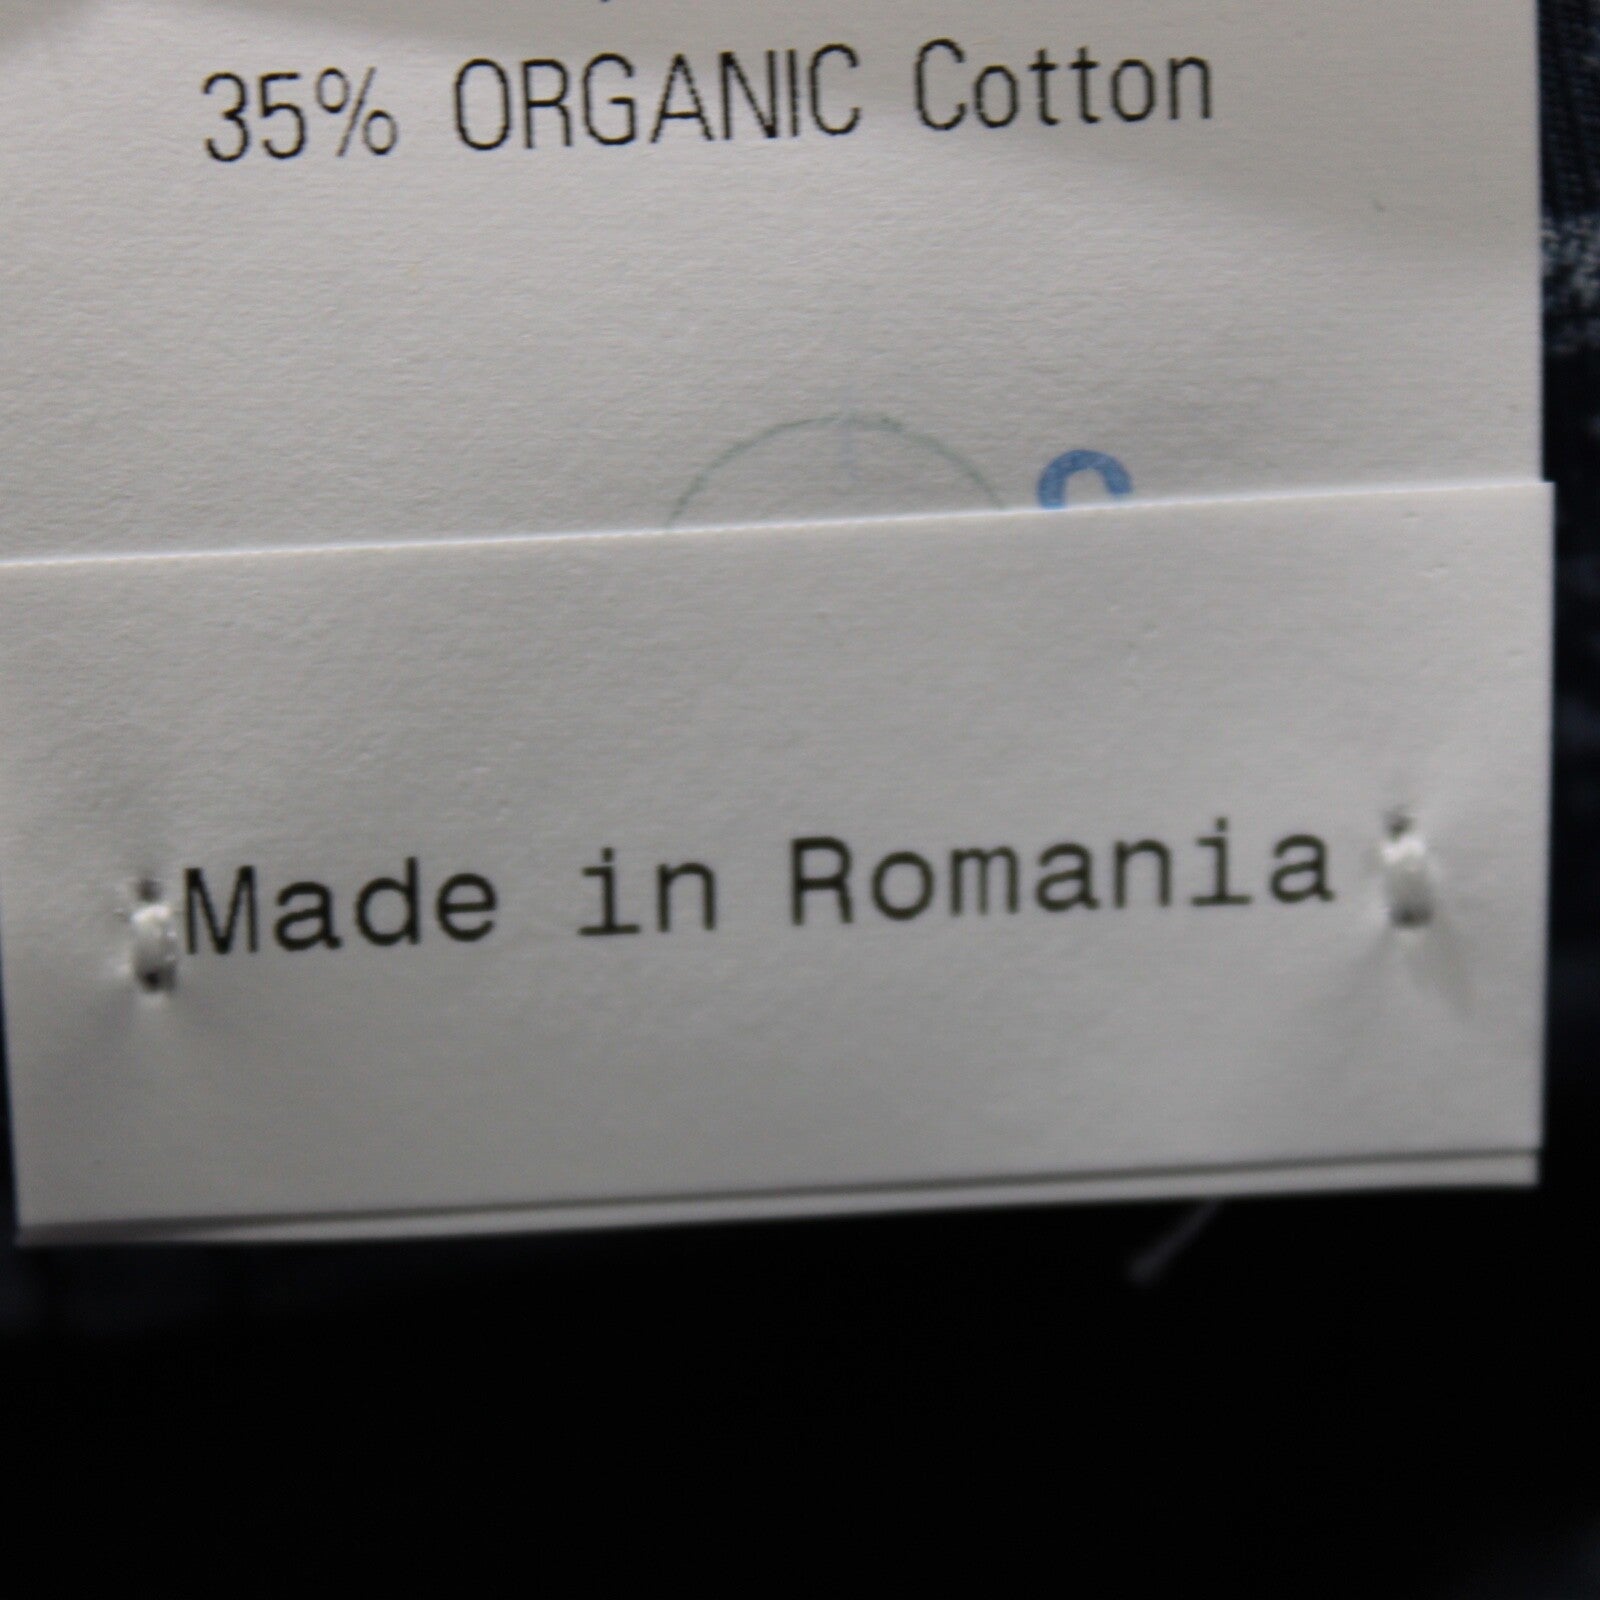 35% ORGANIC Cotton
Made in Romania